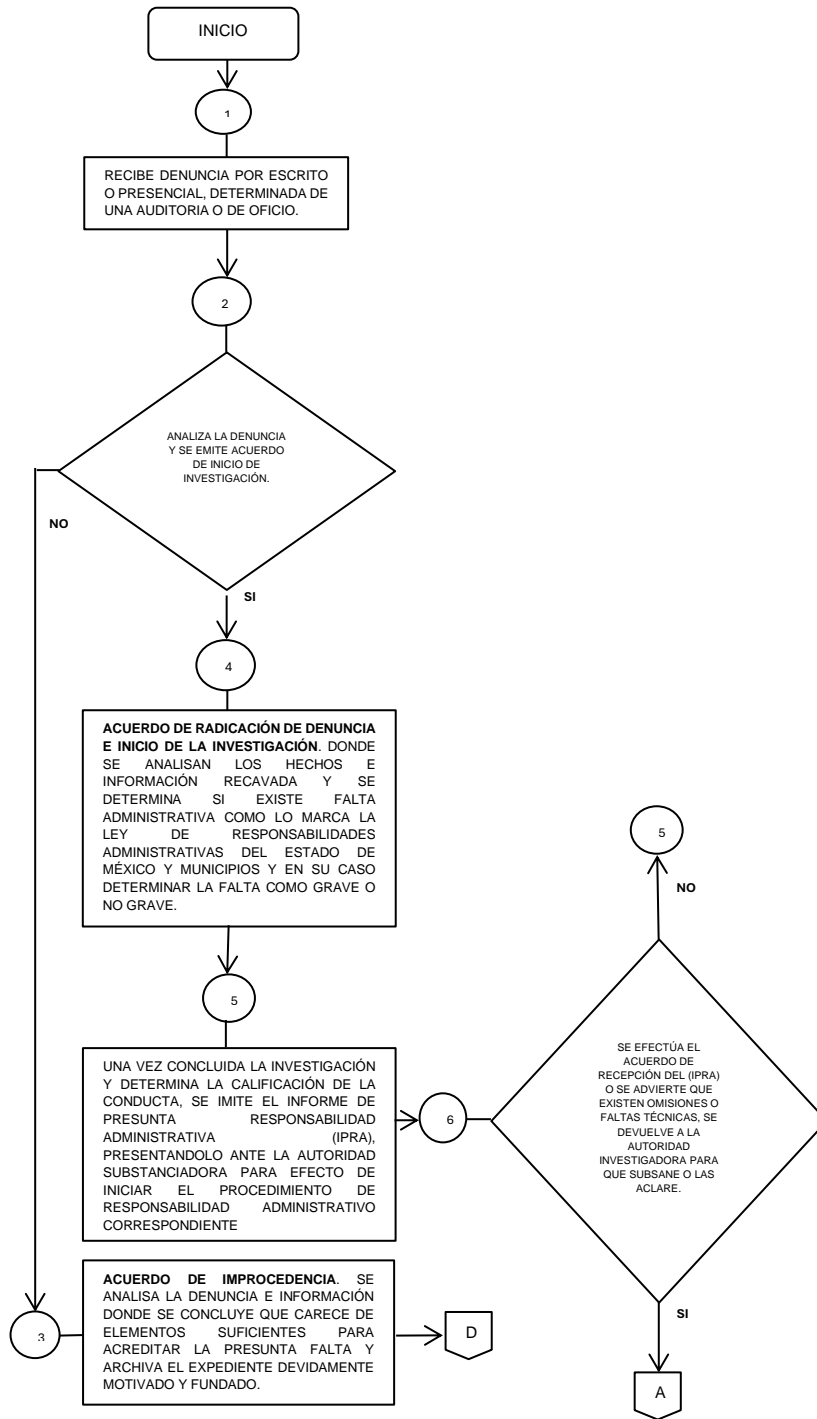 INICIO
1
RECIBE DENUNCIA POR ESCRITO
O PRESENCIAL, DETERMINADA DE
UNA AUDITORIA O DE OFICIO.
2
ANALIZA LA DENUNCIA
Y SE EMITE ACUERDO
DE INICIO DE
INVESTIGACIÓN.
NO
SI
4
ACUERDO DE RADICACIÓN DE DENUNCIA
E INICIO DE LA INVESTIGACIÓN. DONDE
SE ANALISAN LOS HECHOS E
INFORMACIÓN RECAVADA Y SE
DETERMINA SI EXISTE FALTA
ADMINISTRATIVA COMO LO MARCA LA
LEY DE RESPONSABILIDADES
ADMINISTRATIVAS DEL ESTADO DE
MÉXICO Y MUNICIPIOS Y EN SU CASO
DETERMINAR LA FALTA COMO GRAVE O
NO GRAVE.
5
UNA VEZ CONCLUIDA LA INVESTIGACIÓN
Y DETERMINA LA CALIFICACIÓN DE LA
CONDUCTA, SE IMITE EL INFORME DE
PRESUNTA RESPONSABILIDAD
ADMINISTRATIVA (IPRA),
PRESENTANDOLO ANTE LA AUTORIDAD
SUBSTANCIADORA PARA EFECTO DE
INICIAR EL PROCEDIMIENTO DE
RESPONSABILIDAD ADMINISTRATIVO
CORRESPONDIENTE
6
5
NO
SE EFECTÚA EL
ACUERDO DE
RECEPCIÓN DEL (IPRA)
O SE ADVIERTE QUE
EXISTEN OMISIONES O
FALTAS TÉCNICAS, SE
DEVUELVE A LA
AUTORIDAD
INVESTIGADORA PARA
QUE SUBSANE O LAS
ACLARE.
SI
A
3
ACUERDO DE IMPROCEDENCIA. SE
ANALISA LA DENUNCIA E INFORMACIÓN
DONDE SE CONCLUYE QUE CARECE DE
ELEMENTOS SUFICIENTES PARA
ACREDITAR LA PRESUNTA FALTA Y
ARCHIVA EL EXPEDIENTE DEVIDAMENTE
MOTIVADO Y FUNDADO.
D